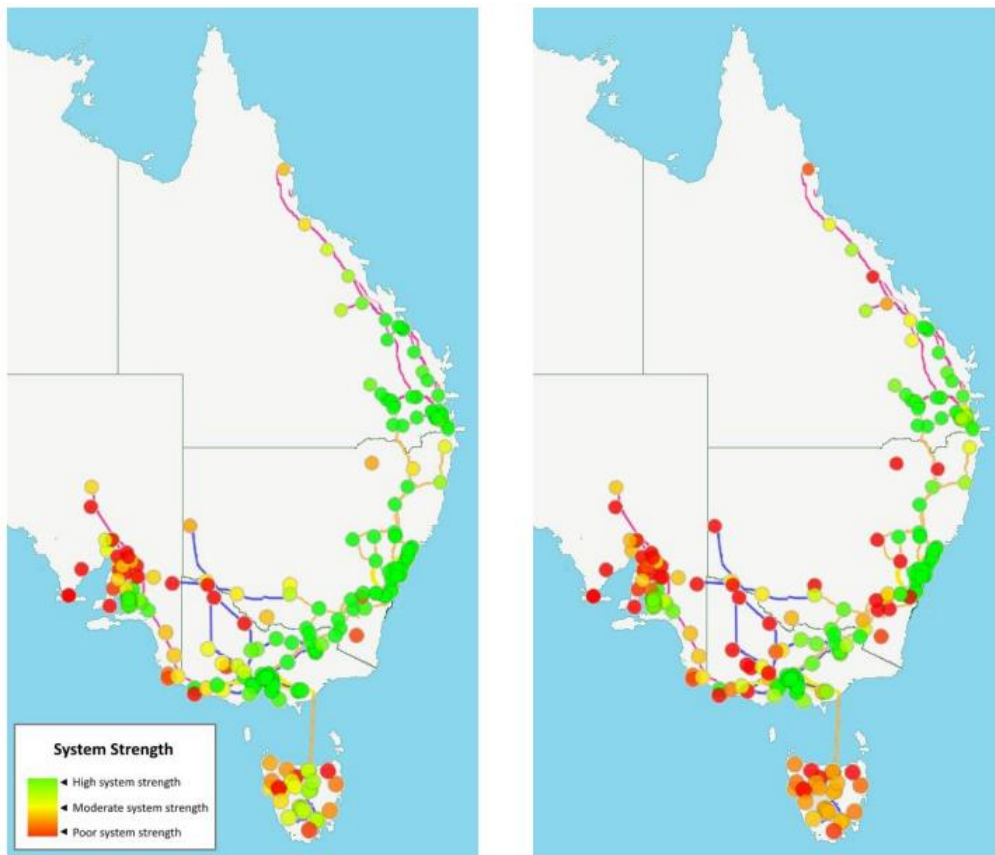 System Strength
◄ High system strength
◄ Moderate system strength
◄ Poor system strength